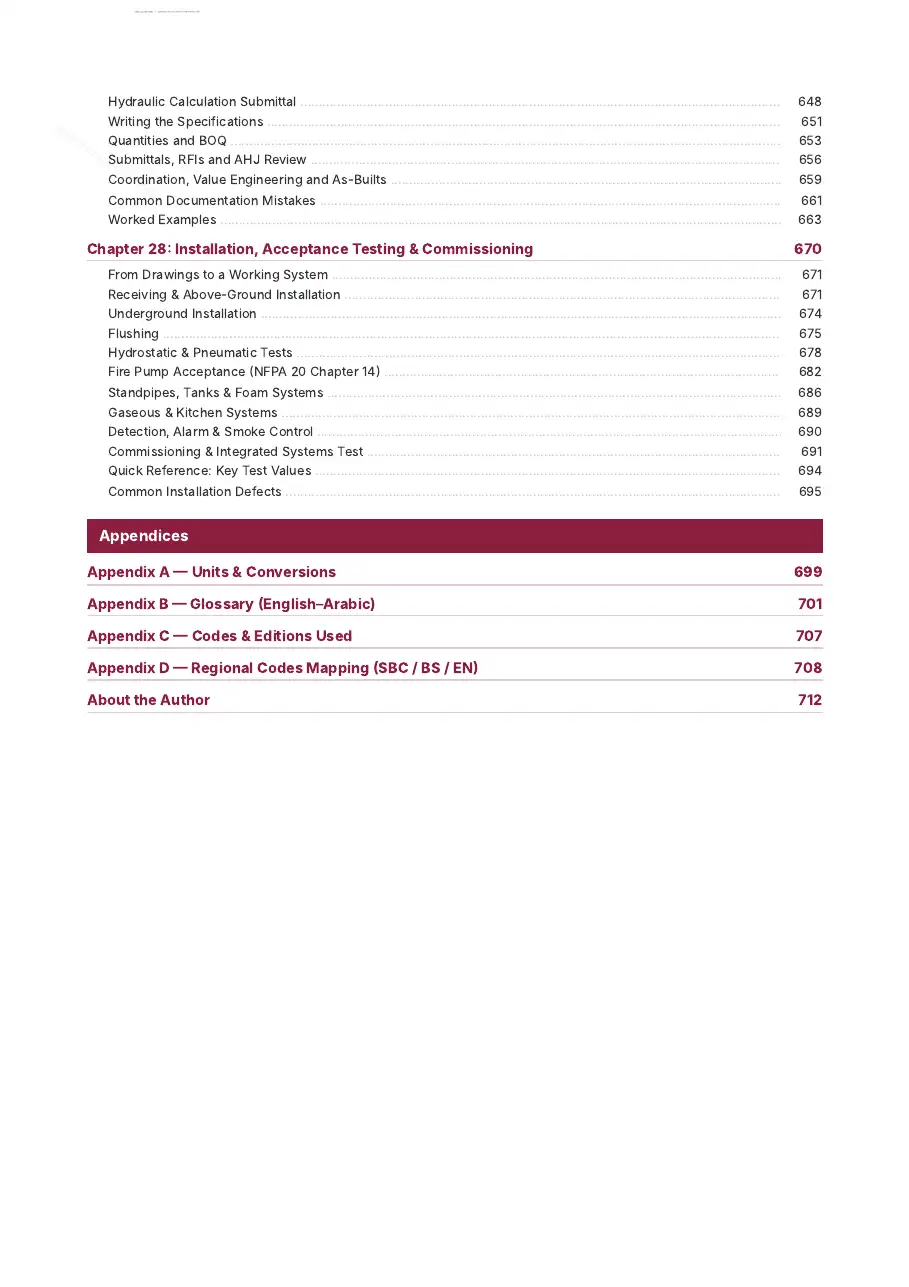 Hydraulic Calculation Submittal 648
Writing the Specifications 651
Quantities and BOQ 653
Submittals, RFIs and AHJ Review 656
Coordination, Value Engineering and As-Builts 659
Common Documentation Mistakes 661
Worked Examples 663
Chapter 28: Installation, Acceptance Testing & Commissioning 670
From Drawings to a Working System 671
Receiving & Above-Ground Installation 671
Underground Installation 674
Flushing 675
Hydrostatic & Pneumatic Tests 678
Fire Pump Acceptance (NFPA 20 Chapter 14) 682
Standpipes, Tanks & Foam Systems 686
Gaseous & Kitchen Systems 689
Detection, Alarm & Smoke Control 690
Commissioning & Integrated Systems Test 691
Quick Reference: Key Test Values 694
Common Installation Defects 695
Appendices
Appendix A — Units & Conversions 699
Appendix B — Glossary (English–Arabic) 701
Appendix C — Codes & Editions Used 707
Appendix D — Regional Codes Mapping (SBC / BS / EN) 708
About the Author 712